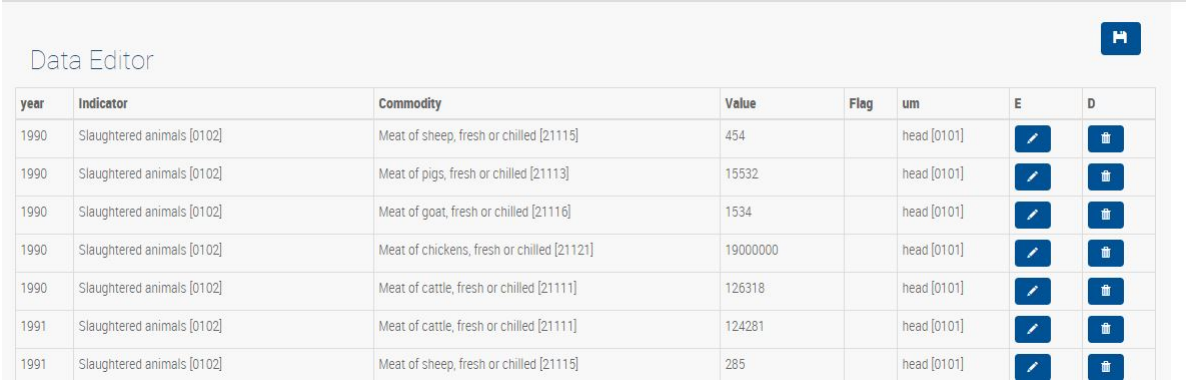 Data Editor
year Indicator Commodity Value Flag um E D
1990 Slaughtered animals [0102] Meat of sheep, fresh or chilled [21115] 454 head [0101]
1990 Slaughtered animals [0102] Meat of pigs, fresh or chilled [21113] 15532 head [0101]
1990 Slaughtered animals [0102] Meat of goat, fresh or chilled [21116] 1534 head [0101]
1990 Slaughtered animals [0102] Meat of chickens, fresh or chilled [21121] 19000000 head [0101]
1990 Slaughtered animals [0102] Meat of cattle, fresh or chilled [21111] 126318 head [0101]
1991 Slaughtered animals [0102] Meat of cattle, fresh or chilled [21111] 124281 head [0101]
1991 Slaughtered animals [0102] Meat of sheep, fresh or chilled [21115] 285 head [0101]